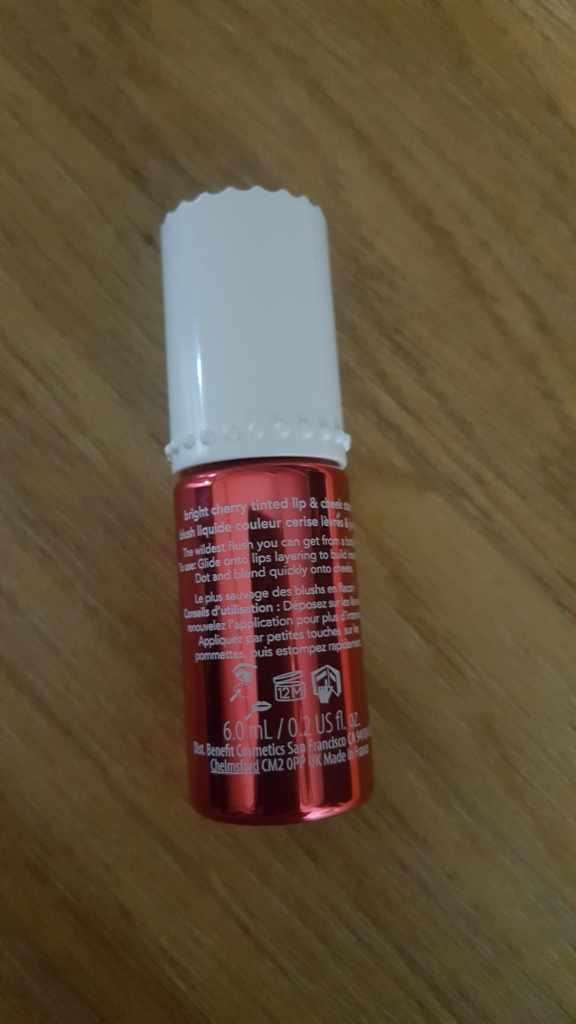 bright cherry tinted lip & cheek
blush liquide couleur cerise lèvres &
The wildest flush you can get from a
To use: Glide onto lips layering to build
Dot and blend quickly onto cheeks
Le plus sauvage des blushs en flacon
Conseils d'utilisation : Déposez sur les
renouvelez l'application pour plus
Appliquez par petites touches sur les
pommettes, puis estompez rapidement
12M
6.0 mL / 0.2 US fl. oz.
Dist. Benefit Cosmetics San Francisco CA
Chelmsford CM2 0PP UK Made in France